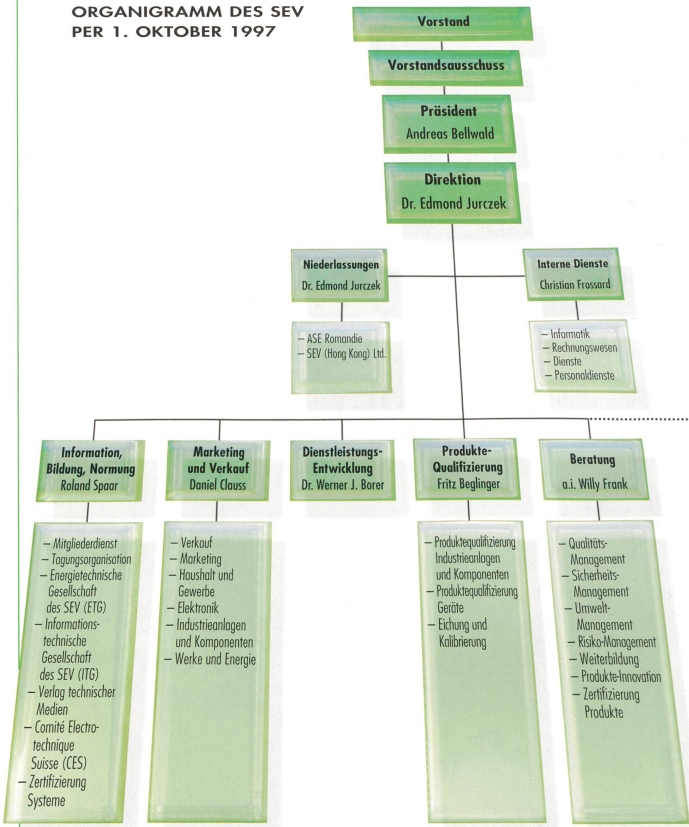 ORGANIGRAMM DES SEV
PER 1. OKTOBER 1997
Vorstand
Vorstandsausschuss
Präsident
Andreas Bellwald
Direktion
Dr. Edmond Jurczek
Niederlassungen
Dr. Edmond Jurczek
– ASE Romandie
– SEV (Hong Kong) Ltd.
Interne Dienste
Christian Frossard
– Informatik
– Rechnungswesen
– Dienste
– Personaldienste
Information,
Bildung, Normung
Roland Spaar
– Mitgliederdienst
– Tagungsorganisation
– Energietechnische
Gesellschaft
des SEV (ETG)
– Informations-
technische
Gesellschaft
des SEV (ITG)
– Verlag technischer
Medien
– Comité Electro-
technique
Suisse (CES)
– Zertifizierung
Systeme
Marketing
und Verkauf
Daniel Clauss
– Verkauf
– Marketing
– Haushalt und
Gewerbe
– Elektronik
– Industrieanlagen
und Komponenten
– Werke und Energie
Dienstleistungs-
Entwicklung
Dr. Werner J. Borer
Produkte-
Qualifizierung
Fritz Beglinger
– Produktequalifizierung
Industrieanlagen
und Komponenten
– Produktequalifizierung
Geräte
– Eichung und
Kalibrierung
Beratung
a.i. Willy Frank
– Qualitäts-
Management
– Sicherheits-
Management
– Umwelt-
Management
– Risiko-Management
– Weiterbildung
– Produkte-Innovation
– Zertifizierung
Produkte